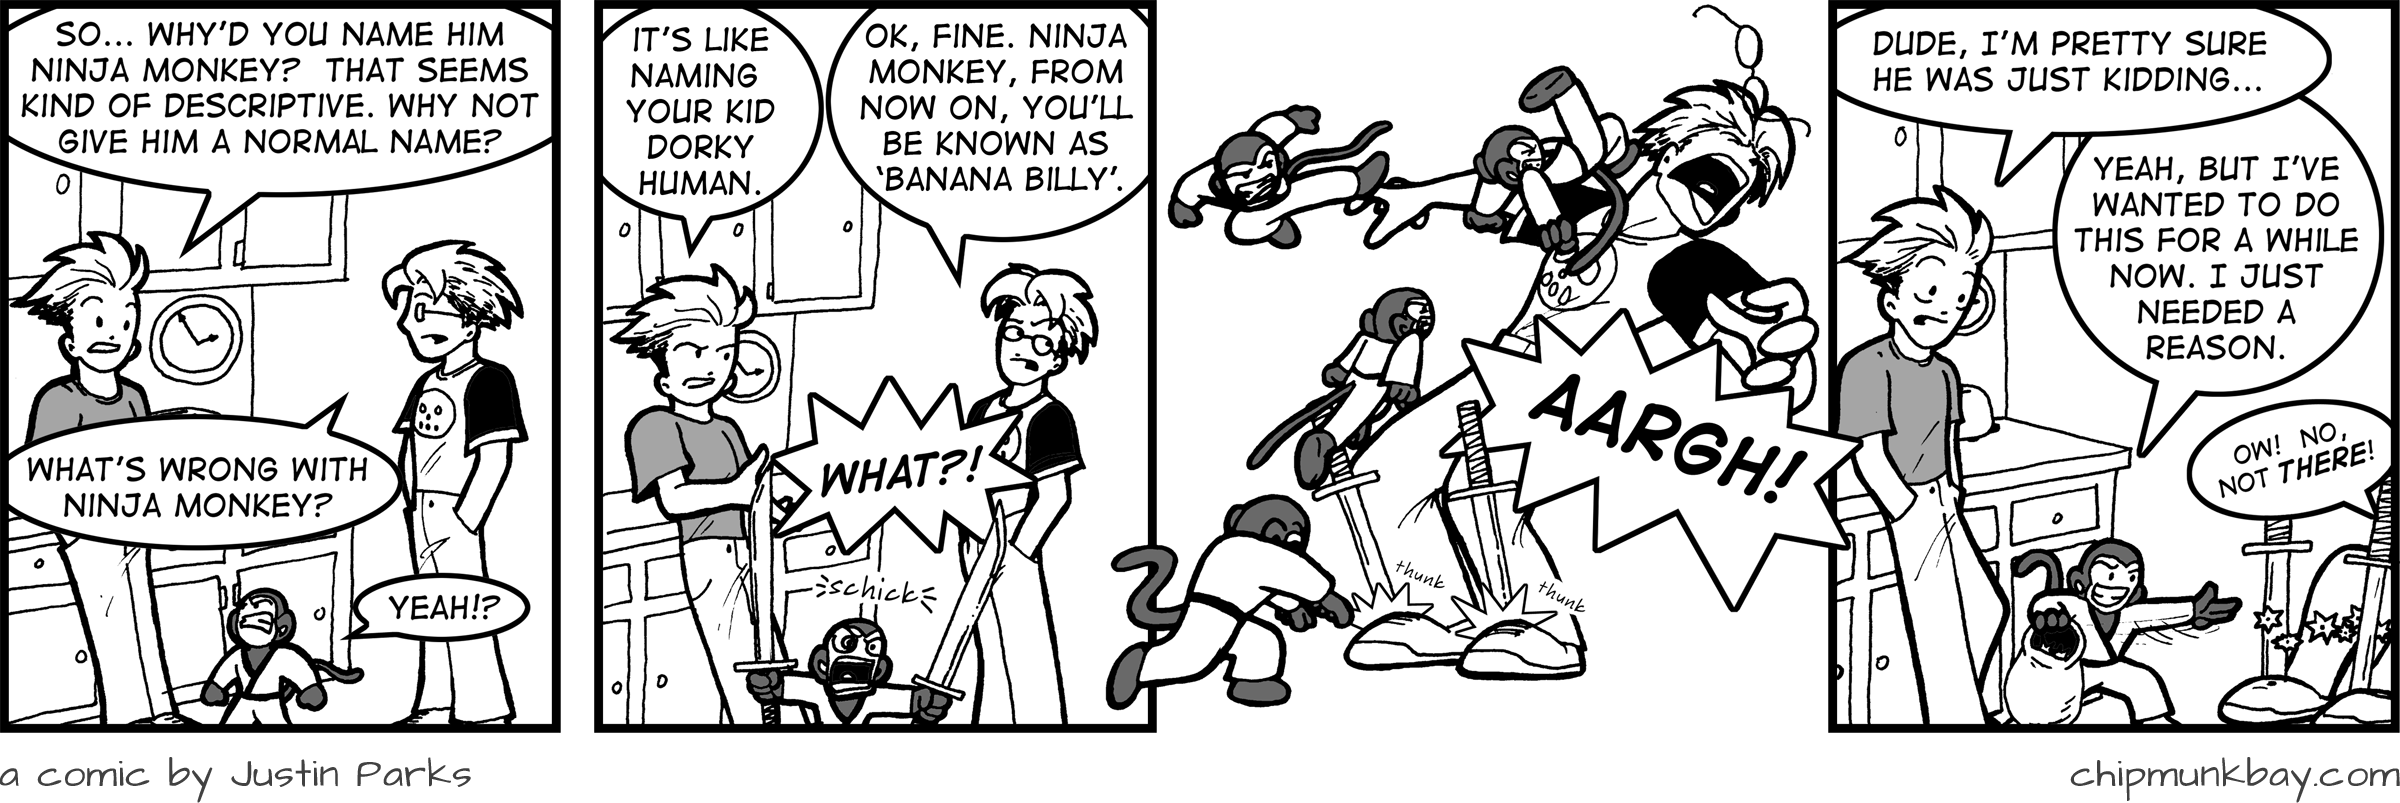 SO... WHY'D YOU NAME HIM
NINJA MONKEY? THAT SEEMS
KIND OF DESCRIPTIVE. WHY NOT
GIVE HIM A NORMAL NAME?
WHAT'S WRONG WITH
NINJA MONKEY?
YEAH!?
IT'S LIKE
NAMING
YOUR KID
DORKY
HUMAN.
OK, FINE. NINJA
MONKEY, FROM
NOW ON, YOU'LL
BE KNOWN AS
'BANANA BILLY'.
WHAT?!
schick
AARGH!
thunk
thunk
DUDE, I'M PRETTY SURE
HE WAS JUST KIDDING...
YEAH, BUT I'VE
WANTED TO DO
THIS FOR A WHILE
NOW. I JUST
NEEDED A
REASON.
OW! NO,
NOT THERE!
a comic by Justin Parks
chipmunkbay.com